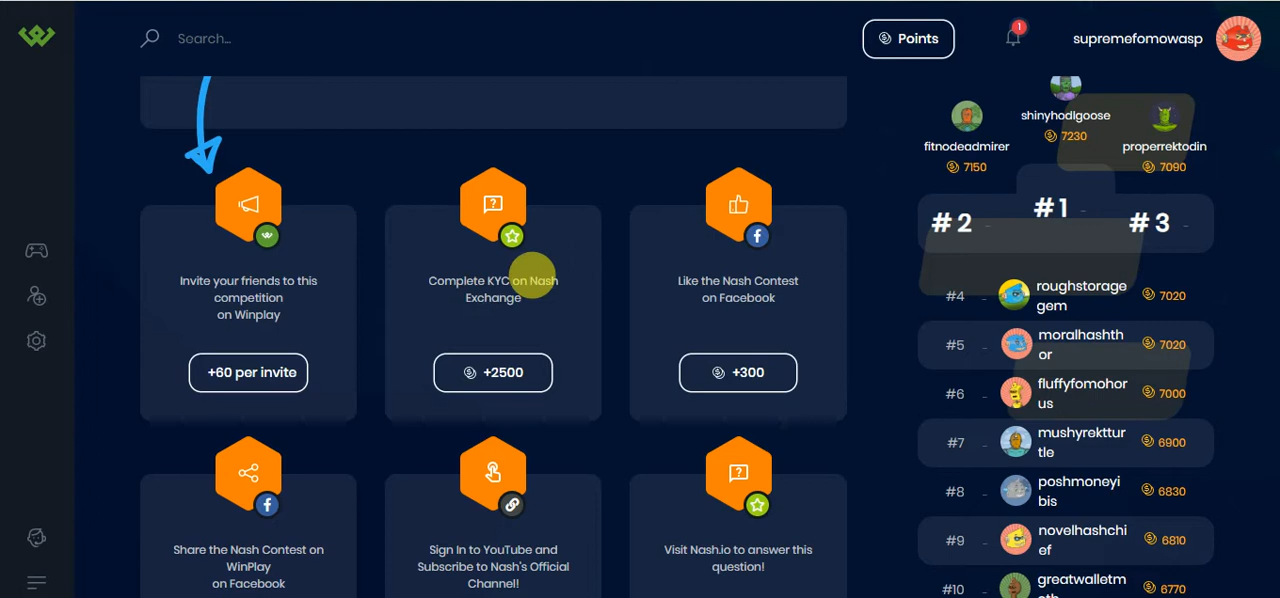 Search...
Points
1
supremefomowasp
shinyhodlgoose
7230
fitnodeadmirer
7150
properrektodin
7090
#2
#1
#3
Invite your friends to this
competition
on Winplay
+60 per invite
Complete KYC on Nash
Exchange
+2500
Like the Nash Contest
on Facebook
+300
Share the Nash Contest on
WinPlay
on Facebook
Sign In to YouTube and
Subscribe to Nash's Official
Channel!
Visit Nash.io to answer this
question!
#4
roughstorage
gem
7020
#5
moralhashth
or
7020
#6
fluffyfomohor
us
7000
#7
mushyrekttur
tle
6900
#8
poshmoneyi
bis
6830
#9
novelhashchi
ef
6810
#10
greatwalletm
6770